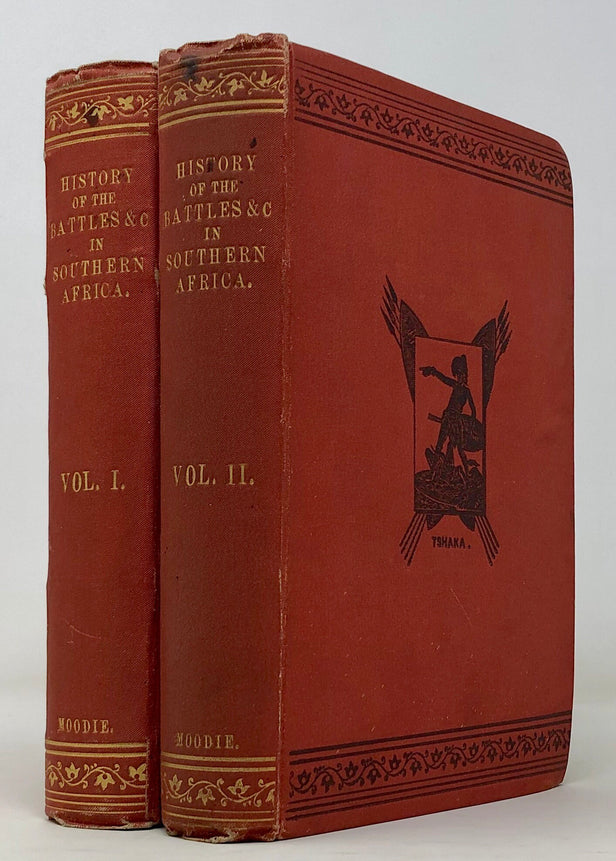 HISTORY
OF THE
BATTLES & C
IN
SOUTHERN
AFRICA.
VOL. I.
MOODIE.
HISTORY
OF THE
BATTLES & C
IN
SOUTHERN
AFRICA.
VOL. II.
MOODIE.
TSHAKA.